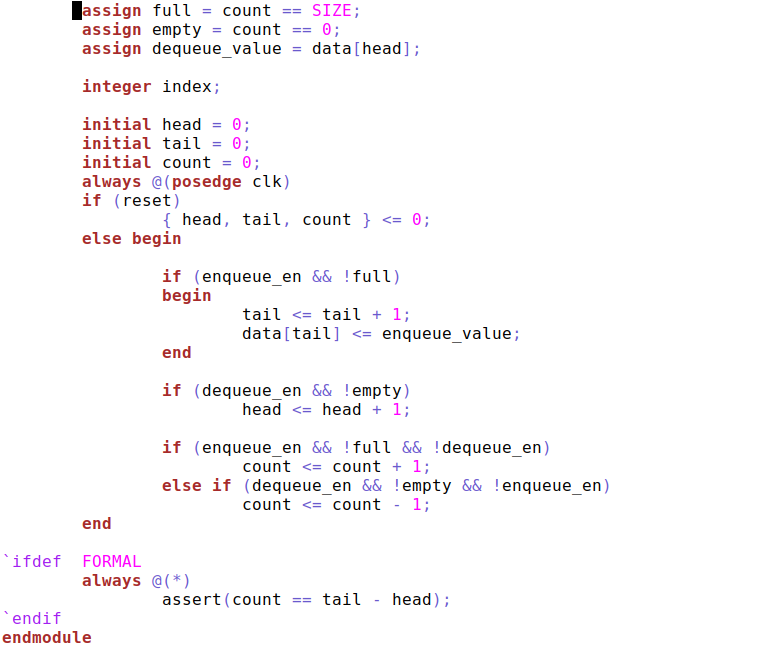 assign full = count == SIZE;
assign empty = count == 0;
assign dequeue_value = data[head];
integer index;
initial head = 0;
initial tail = 0;
initial count = 0;
always @(posedge clk)
if (reset)
{ head, tail, count } <= 0;
else begin
if (enqueue_en && !full)
begin
tail <= tail + 1;
data[tail] <= enqueue_value;
end
if (dequeue_en && !empty)
head <= head + 1;
if (enqueue_en && !full && !dequeue_en)
count <= count + 1;
else if (dequeue_en && !empty && !enqueue_en)
count <= count - 1;
end
`ifdef FORMAL
always @(*)
assert(count == tail - head);
`endif
endmodule